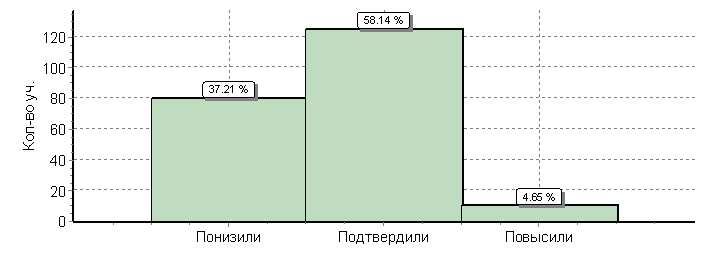 Кол-во уч.
120
100
80
60
40
20
0
37.21 %
58.14 %
4.65 %
Понизили
Подтвердили
Повысили